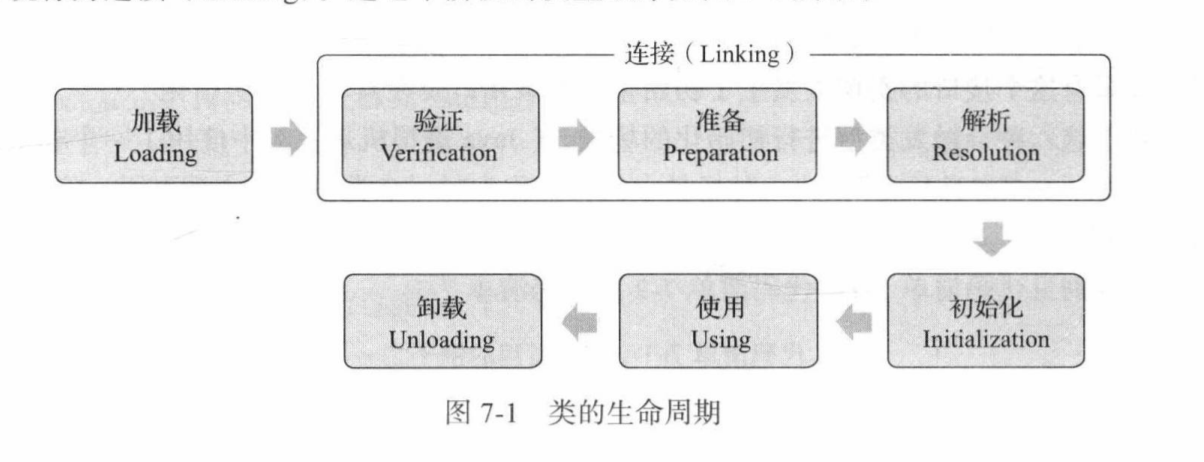 连接（Linking）
加载
Loading
验证
Verification
准备
Preparation
解析
Resolution
初始化
Initialization
使用
Using
卸载
Unloading
图 7-1 类的生命周期